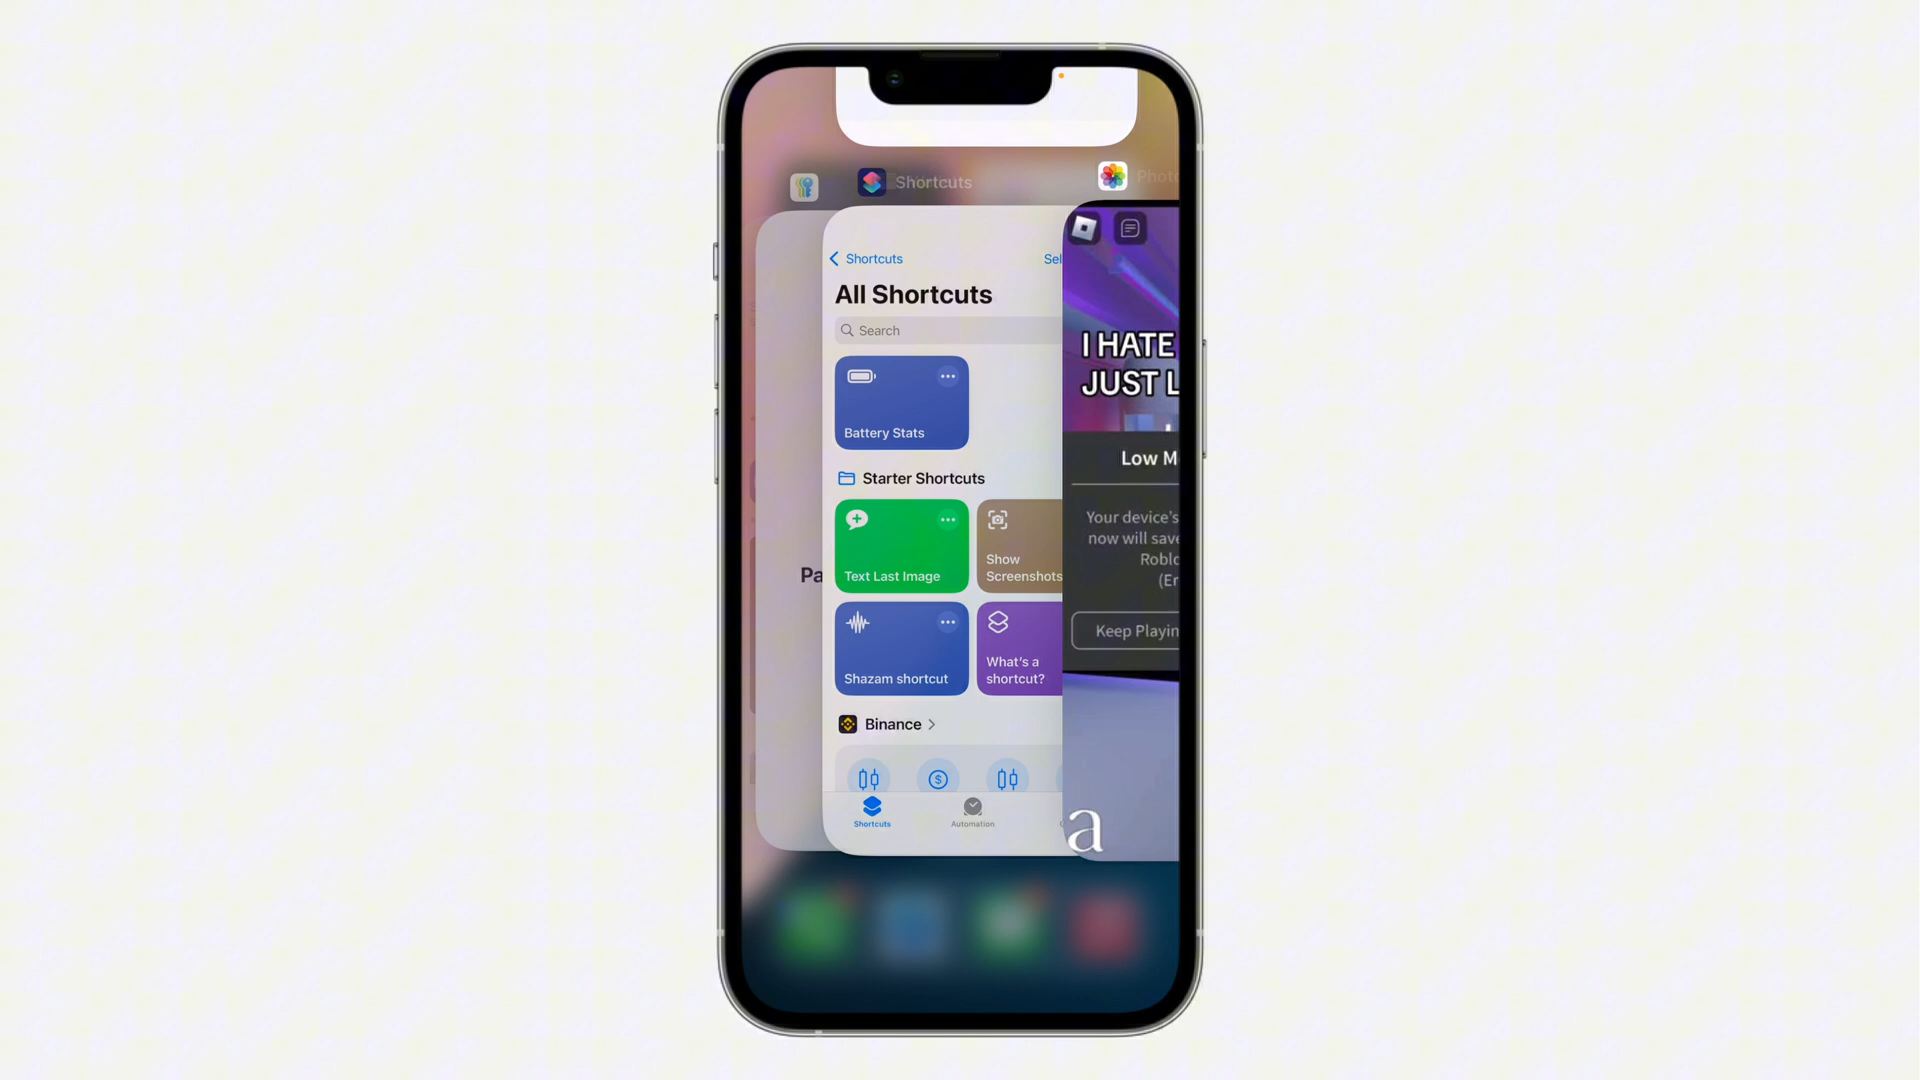 Shortcuts
Photo
Shortcuts
Sel
All Shortcuts
Search
Battery Stats
Starter Shortcuts
Text Last Image
Show
Screenshots
Shazam shortcut
What's a
shortcut?
Binance
Shortcuts
Automation
Pa
I HATE
JUST L
Low M
Your device's
now will save
Roblo
(Er
Keep Playin
a